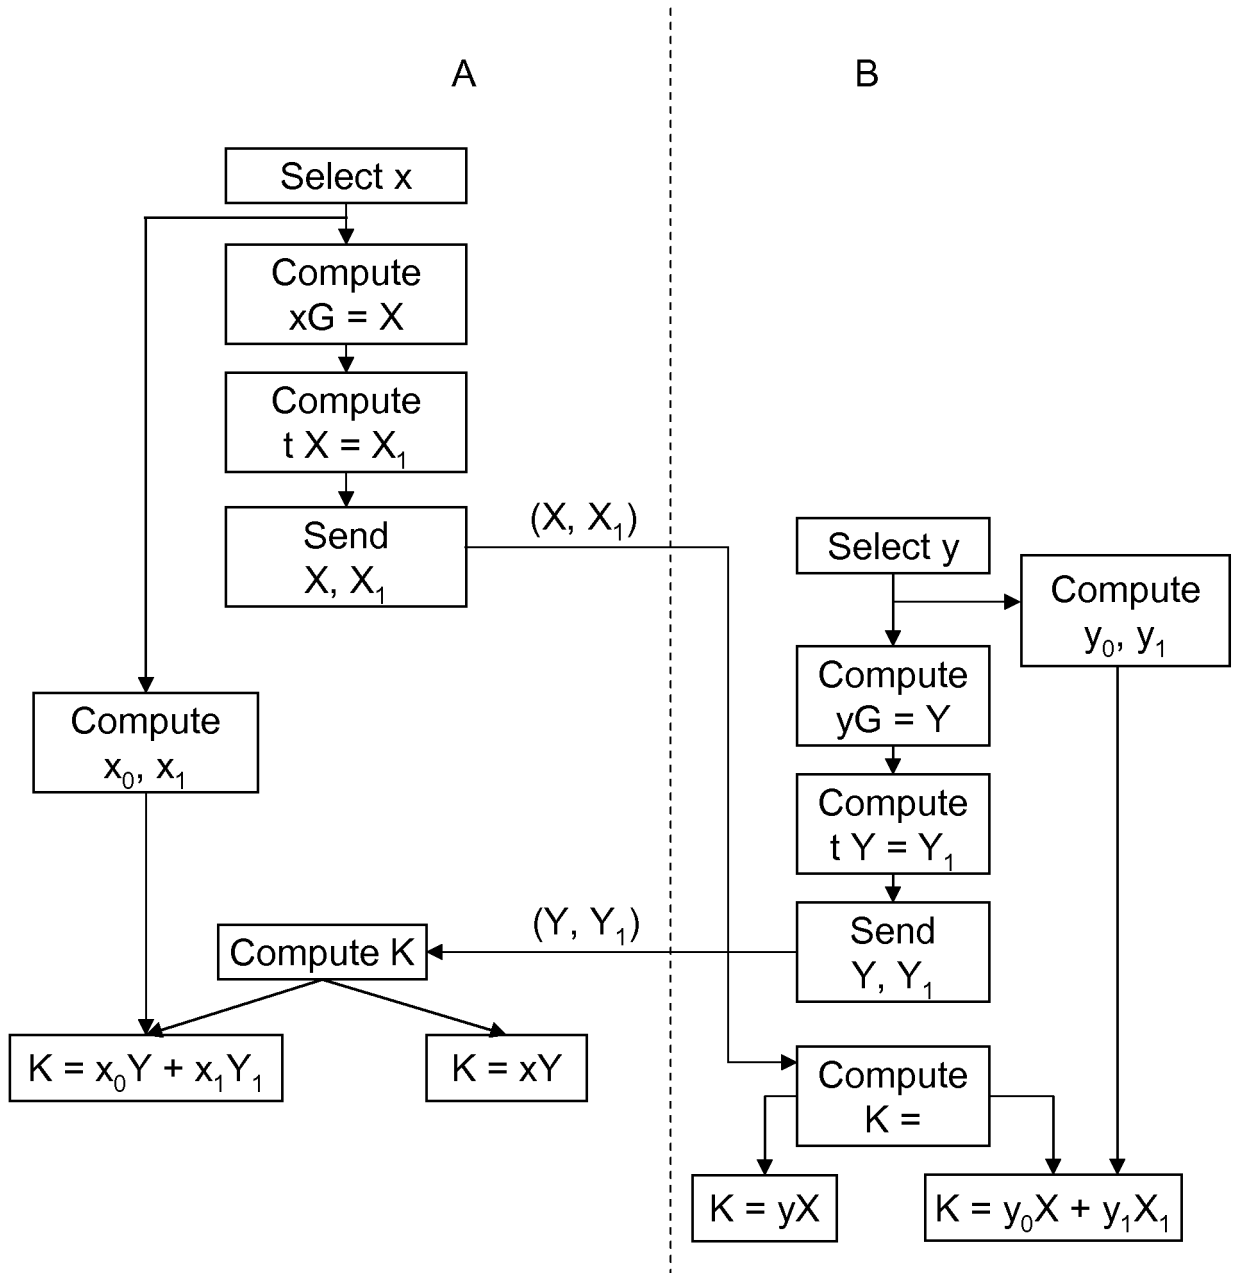 A
B
Select x
Compute
xG = X
Compute
t X = X₁
Send
X, X₁
(X, X₁)
Select y
Compute
y₀, y₁
Compute
yG = Y
Compute
x₀, x₁
Compute
t Y = Y₁
Send
Y, Y₁
(Y, Y₁)
Compute K
K = x₀Y + x₁Y₁
K = xY
Compute
K =
K = yX
K = y₀X + y₁X₁